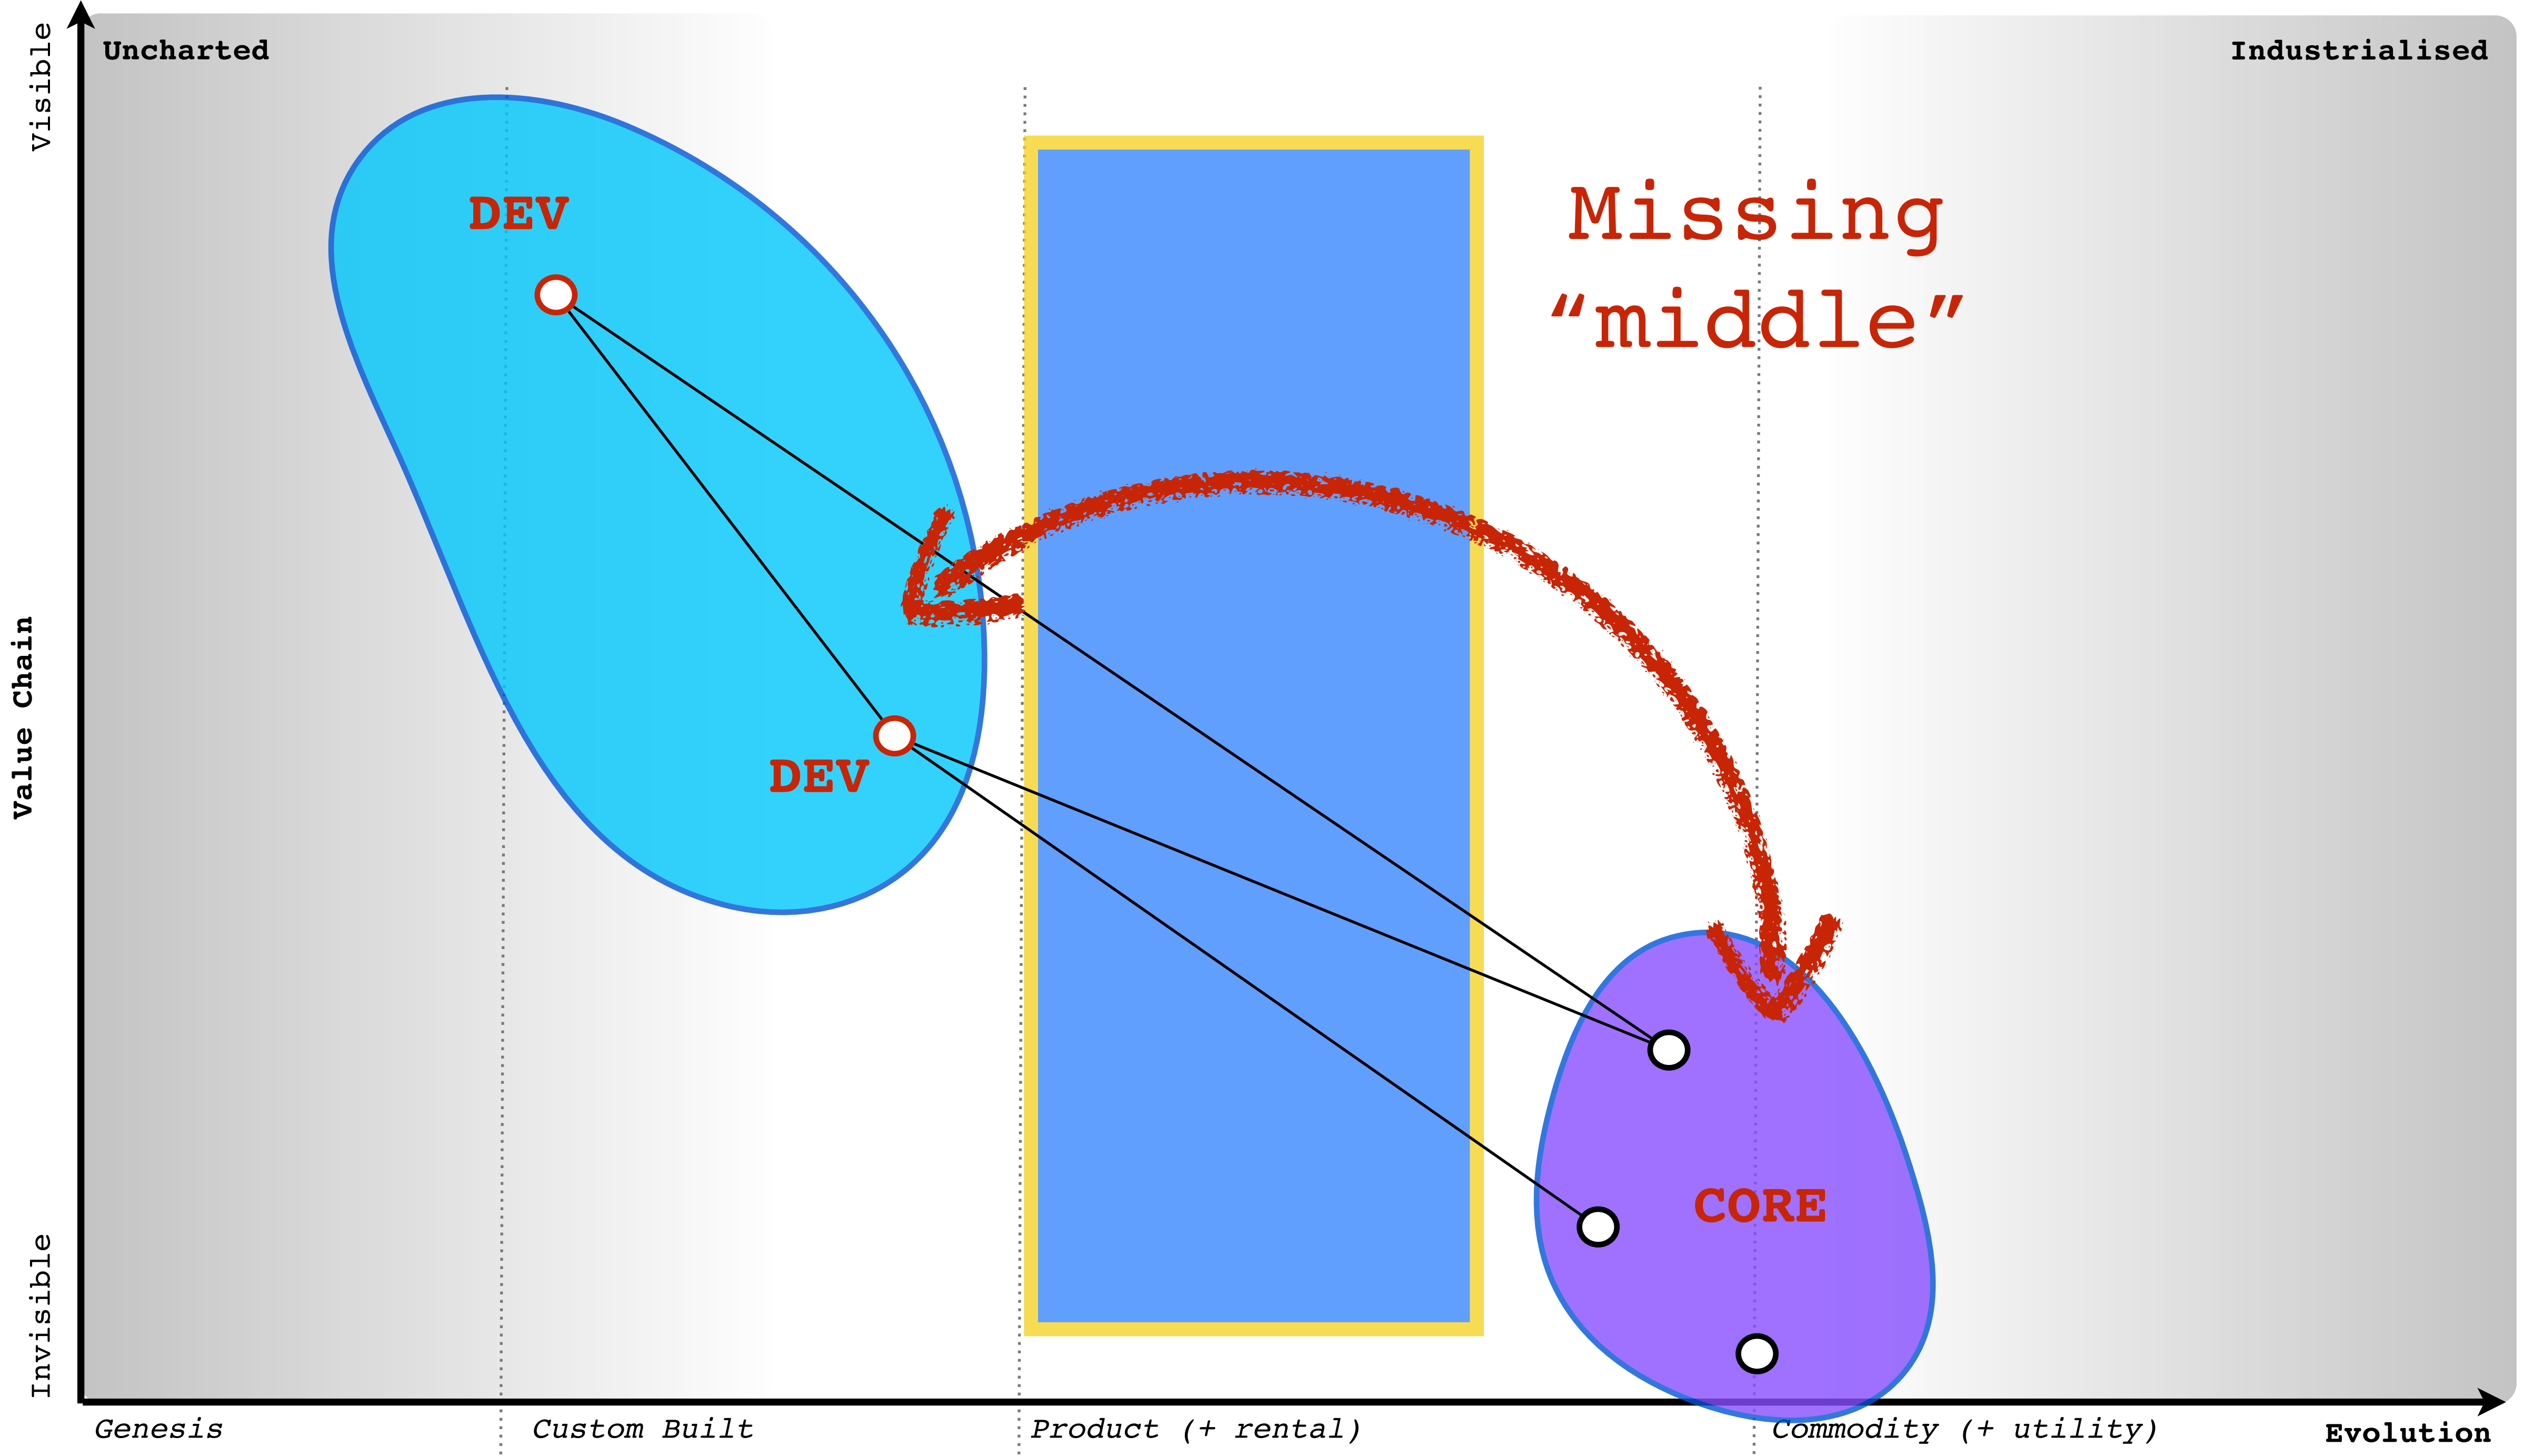 Visible
Uncharted
Industrialised
DEV
Missing
“middle”
Value Chain
DEV
CORE
Invisible
Genesis
Custom Built
Product (+ rental)
Commodity (+ utility)
Evolution